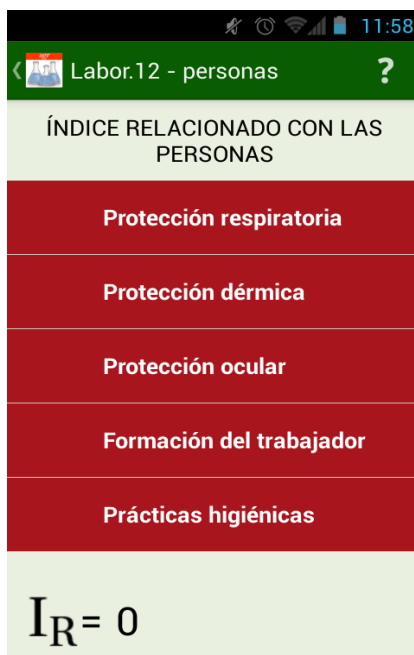 11:58
Labor.12 - personas
?
ÍNDICE RELACIONADO CON LAS
PERSONAS
Protección respiratoria
Protección dérmica
Protección ocular
Formación del trabajador
Prácticas higiénicas
IR= 0